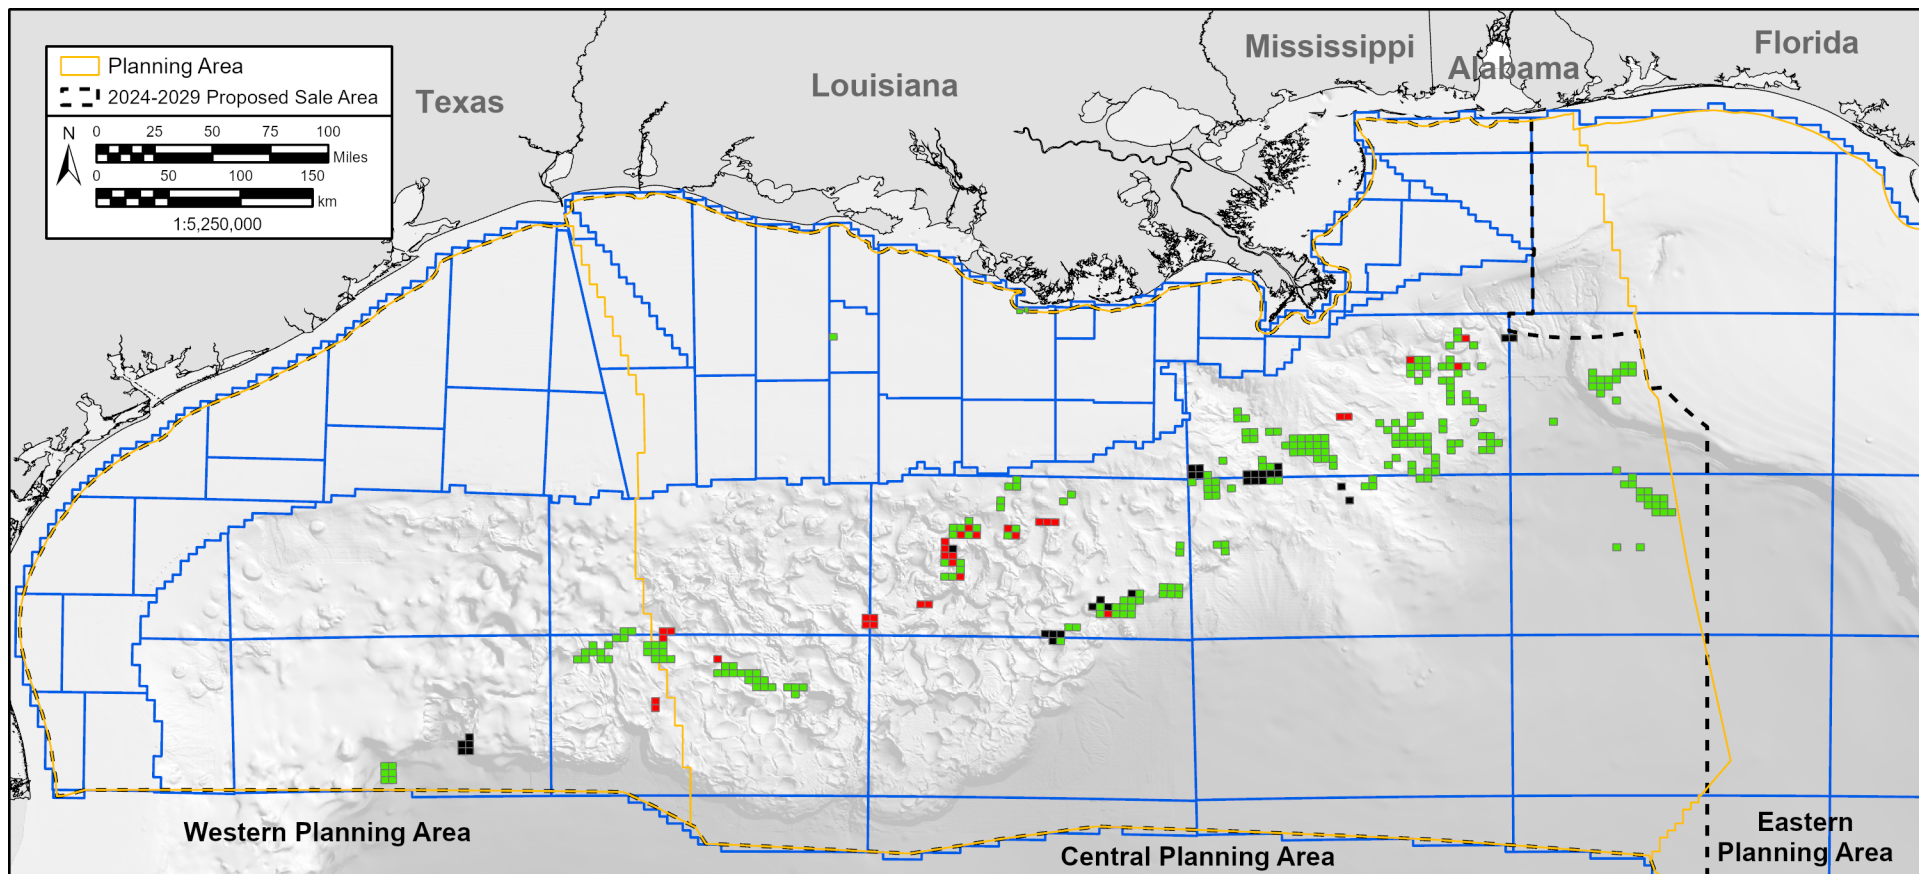 Planning Area
2024-2029 Proposed Sale Area
N
0 25 50 75 100
Miles
0 50 100 150
km
1:5,250,000
Texas
Louisiana
Mississippi
Alabama
Florida
Western Planning Area
Central Planning Area
Eastern
Planning Area